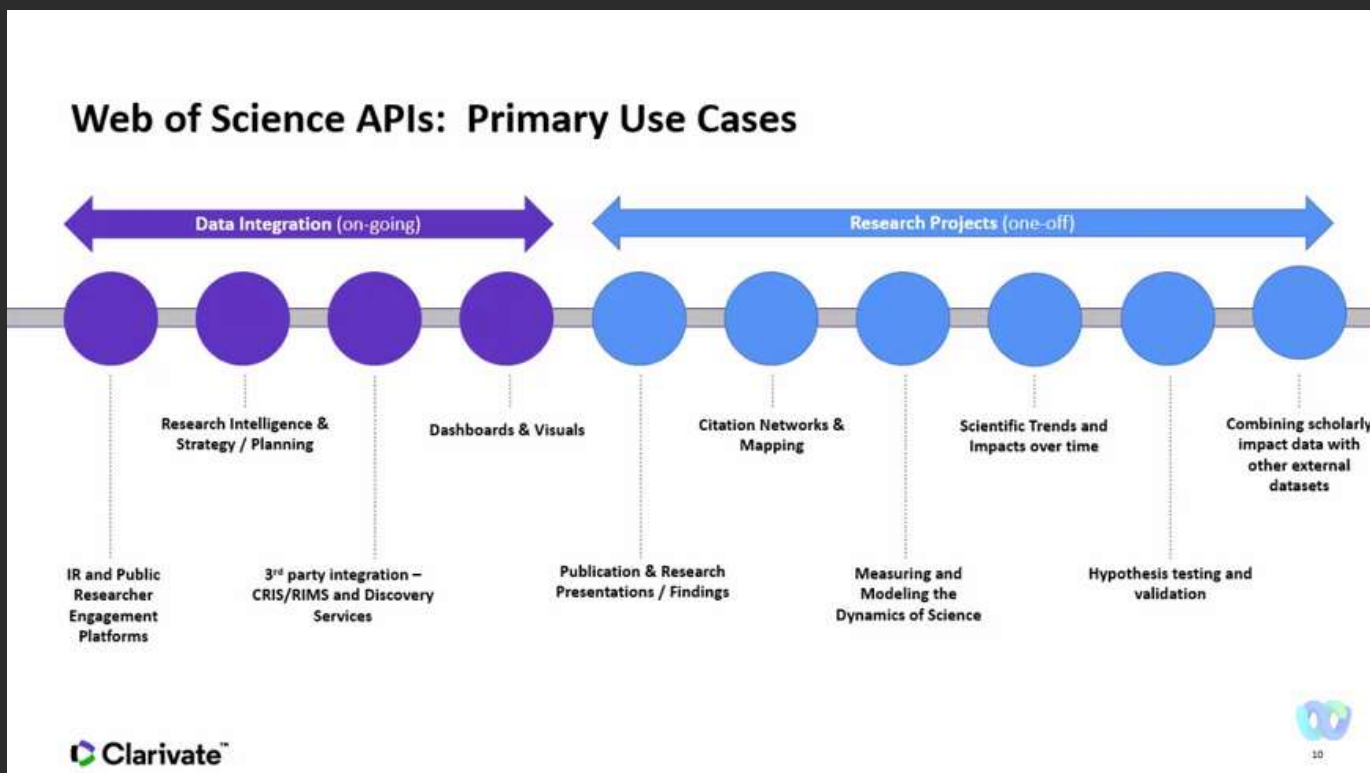 Web of Science APIs: Primary Use Cases
Data Integration (on-going)
Research Projects (one-off)
Research Intelligence &
Strategy / Planning
Dashboards & Visuals
Citation Networks &
Mapping
Scientific Trends and
Impacts over time
Combining scholarly
impact data with
other external
datasets
IR and Public
Researcher
Engagement
Platforms
3rd party integration –
CRIS/RIMS and Discovery
Services
Publication & Research
Presentations / Findings
Measuring and
Modeling the
Dynamics of Science
Hypothesis testing and
validation
Clarivate™
10